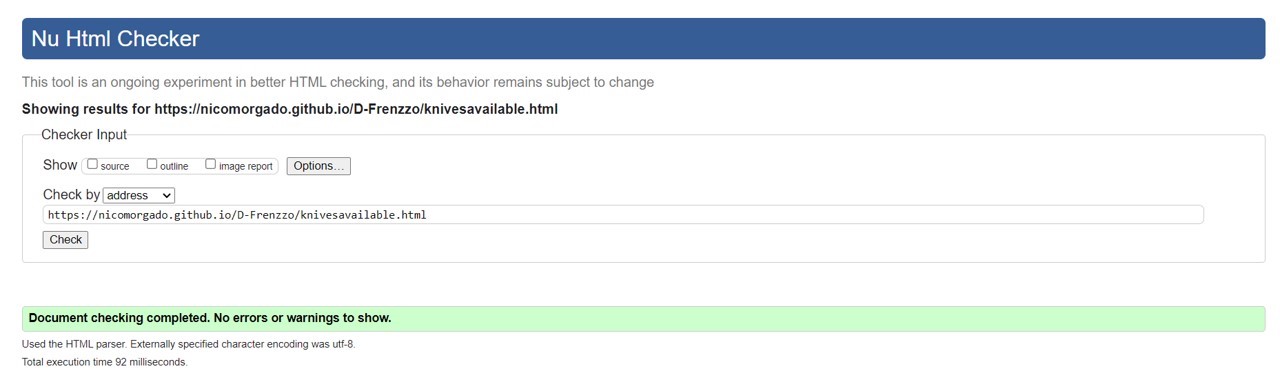 Nu Html Checker
This tool is an ongoing experiment in better HTML checking, and its behavior remains subject to change
Showing results for https://nicomorgado.github.io/D-Frenzzo/knivesavailable.html
Checker Input
Show source outline image report Options...
Check by address
https://nicomorgado.github.io/D-Frenzzo/knivesavailable.html
Check
Document checking completed. No errors or warnings to show.
Used the HTML parser. Externally specified character encoding was utf-8.
Total execution time 92 milliseconds.